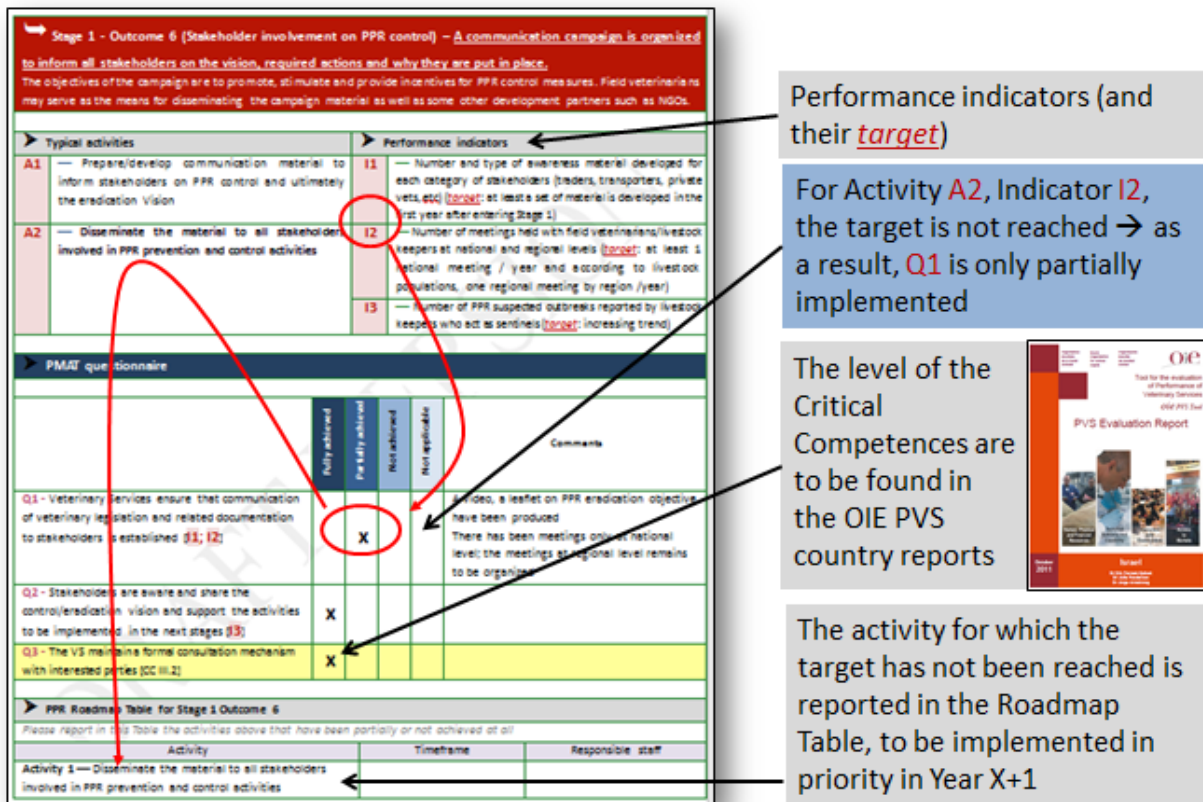 Stage 1 - Outcome 6 (Stakeholder involvement on PPR control) – A communication campaign is organized
to inform all stakeholders on the vision, required actions and why they are put in place.
The objectives of the campaign are to promote, stimulate and provide incentives for PPR control measures. Field veterinarians
may serve as the means for disseminating the campaign material as well as some other development partners such as NGOs.
Typical activities
Performance indicators
A1 — Prepare/develop communication material to
inform stakeholders on PPR control and ultimately
the eradication Vision
I1 — Number and type of awareness material developed for
each category of stakeholders (traders, transporters, private
vets, etc) (target: at least a set of material is developed in the
first year after entering Stage 1)
A2 — Disseminate the material to all stakeholders
involved in PPR prevention and control activities
I2 — Number of meetings held with field veterinarians/livestock
keepers at national and regional levels (target: at least 1
national meeting / year and according to livestock
populations, one regional meeting by region /year)
I3 — Number of PPR suspected outbreaks reported by livestock
keepers who act as sentinels (target: increasing trend)
PMAT questionnaire
Fully achieved
Partially achieved
Not achieved
Not applicable
Comments
Q1 - Veterinary Services ensure that communication
of veterinary legislation and related documentation
to stakeholders is established [I1; I2]
X
A video, a leaflet on PPR eradication objective
have been produced
There has been meetings only at national
level; the meetings at regional level remains
to be organized
Q2 - Stakeholders are aware and share the
control/eradication vision and support the activities
to be implemented in the next stages [I3]
X
Q3 - The VS maintain a formal consultation mechanism
with interested parties [CC III.2]
X
PPR Roadmap Table for Stage 1 Outcome 6
Please report in this Table the activities above that have been partially or not achieved at all
Activity
Timeframe
Responsible staff
Activity 1 — Disseminate the material to all stakeholders
involved in PPR prevention and control activities
Performance indicators (and
their target)
For Activity A2, Indicator I2,
the target is not reached → as
a result, Q1 is only partially
implemented
The level of the
Critical
Competences are
to be found in
the OIE PVS
country reports
Oie
Tool for the evaluation
of Performance of
Veterinary Services
OIE PVS Tool
PVS Evaluation Report
October
2011
Israel
The activity for which the
target has not been reached is
reported in the Roadmap
Table, to be implemented in
priority in Year X+1